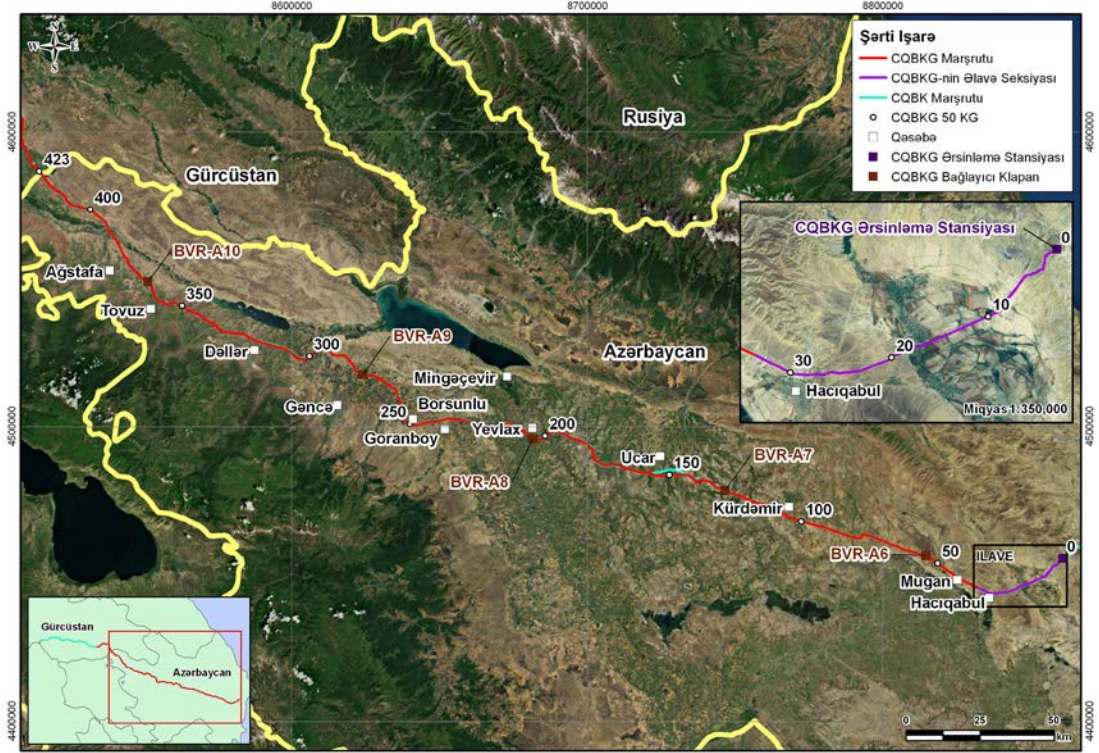 8600000
8700000
8800000
N
W
E
S
Şərti Işarə
CQBKG Marşrutu
CQBKG-nin Əlavə Seksiyası
CQBK Marşrutu
CQBKG 50 KG
Qəsəbə
CQBKG Ərsinləmə Stansiyası
CQBKG Bağlayıcı Klapan
Rusiya
4600000
4600000
423
Gürcüstan
400
BVR-A10
Ağstafa
350
Tovuz
CQBKG Ərsinləmə Stansiyası
0
10
20
30
Hacıqabul
Miqyas 1:350,000
300
BVR-A9
Dəllər
Azərbaycan
Mingəçevir
Gəncə
250
Borsunlu
Goranboy
Yevlax
200
4500000
4500000
BVR-A8
Ucar
150
BVR-A7
Kürdəmir
100
BVR-A6
50
ILAVE
0
Mugan
Hacıqabul
Gürcüstan
Azərbaycan
4400000
4400000
0
25
50
km